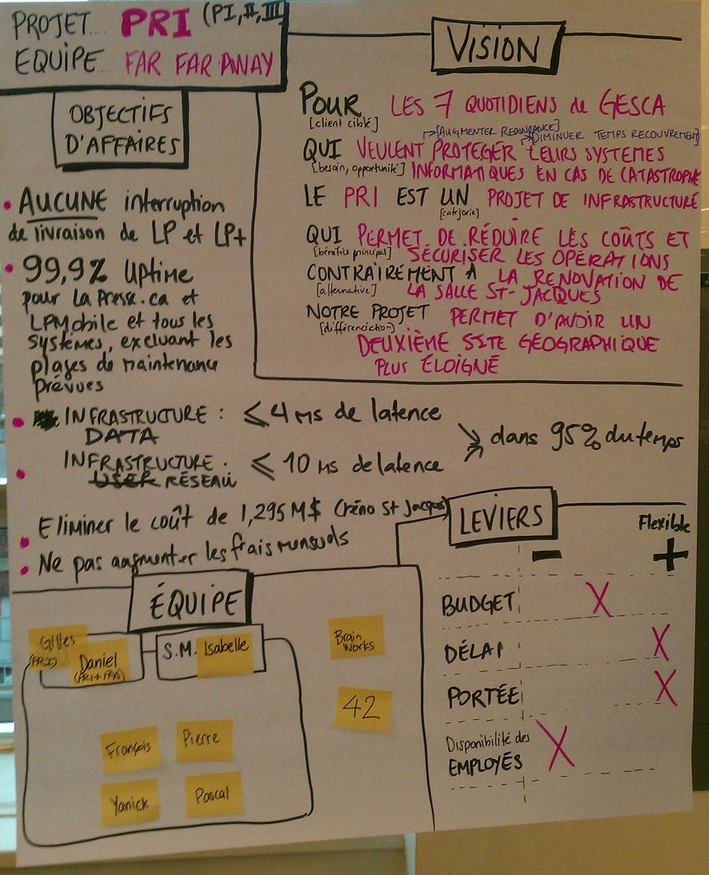 PROJET... PRI (PI, II, III)
EQUIPE... FAR FAR AWAY
OBJECTIFS
D'AFFAIRES
• AUCUNE interruption
de livraison de LP et LP+
• 99,9% Uptime
pour La Presse.ca et
LPMobile et tous les
systèmes, excluant les
plages de maintenance
prévues
• INFRASTRUCTURE : ≤ 4 ms de latence
DATA
• INFRASTRUCTURE . ≤ 10 ms de latence
USER RÉSEAU
→ dans 95% du temps
• Eliminer le coût de 1,295 M$ (réno St Jacques)
• Ne pas augmenter les frais mensuels
VISION
POUR LES 7 QUOTIDIENS de GESCA
[client ciblé]
→[AUGMENTER REDONDANCE]
→DIMINUER TEMPS RECOUVREMENT]
QUI VEULENT PROTEGER LEURS SYSTEMES
[besoin, opportunité] INFORMATIQUES EN CAS DE CATASTROPHE
LE PRI EST UN PROJET DE INFRASTRUCTURE
[catégorie]
QUI PERMET DE RÉDUIRE LES COÛTS ET
[bénéfice principal] SÉCURISER LES OPÉRATIONS
CONTRAIREMENT À LA RENOVATION DE
[alternative] LA SALLE ST-JACQUES
NOTRE PROJET PERMET D'AVOIR UN
[différenciation] DEUXIÈME SITE GÉOGRAPHIQUE
PLUS ÉLOIGNÉ
ÉQUIPE
Gilles
(PRI)
Daniel
S.M. Isabelle
François
Pierre
Yanick
Pascal
Brain
Works
42
LEVIERS
Flexible
− +
BUDGET X
DÉLAI X
PORTÉE X
Disponibilité des
EMPLOYÉS X